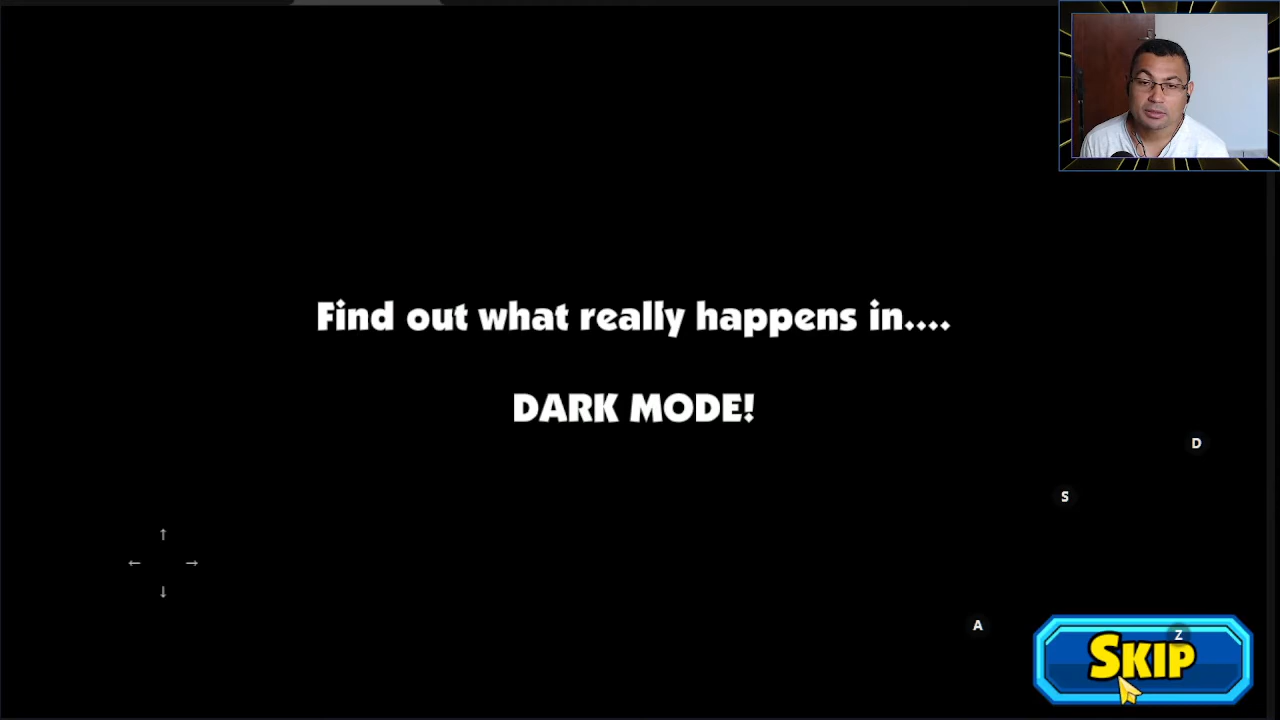 Find out what really happens in....
DARK MODE!
D
S
↑
← →
↓
A
Z
SKIP